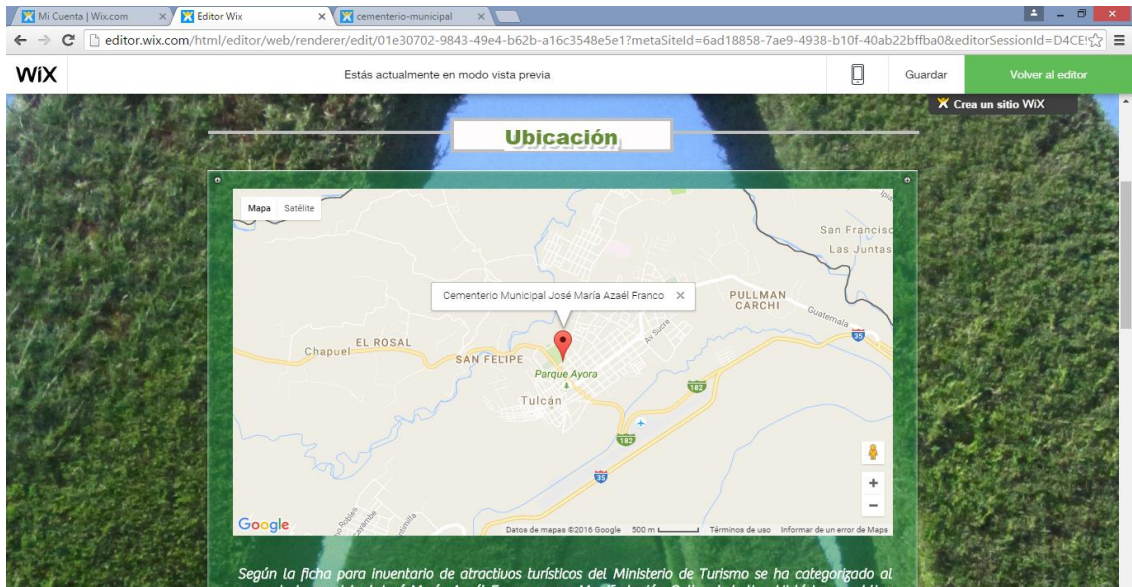 Mi Cuenta | Wix.com × Editor Wix × cementerio-municipal ×
editor.wix.com/html/editor/web/renderer/edit/01e30702-9843-49e4-b62b-a16c3548e5e1?metaSiteId=6ad18858-7ae9-4938-b10f-40ab22bffba0&editorSessionId=D4CE
WiX Estás actualmente en modo vista previa Guardar Volver al editor
Crea un sitio WiX
Ubicación
Mapa Satélite
San Francisc
Las Juntas
Cementerio Municipal José María Azaél Franco ×
PULLMAN
CARCHI
Guatemala
35
Av Sucre
EL ROSAL
Chapuel
SAN FELIPE
Parque Ayora
182
Tulcán
182
35
+
−
Google
Datos de mapas ©2016 Google 500 m Términos de uso Informar de un error de Maps
Según la ficha para inventario de atractivos turísticos del Ministerio de Turismo se ha categorizado al